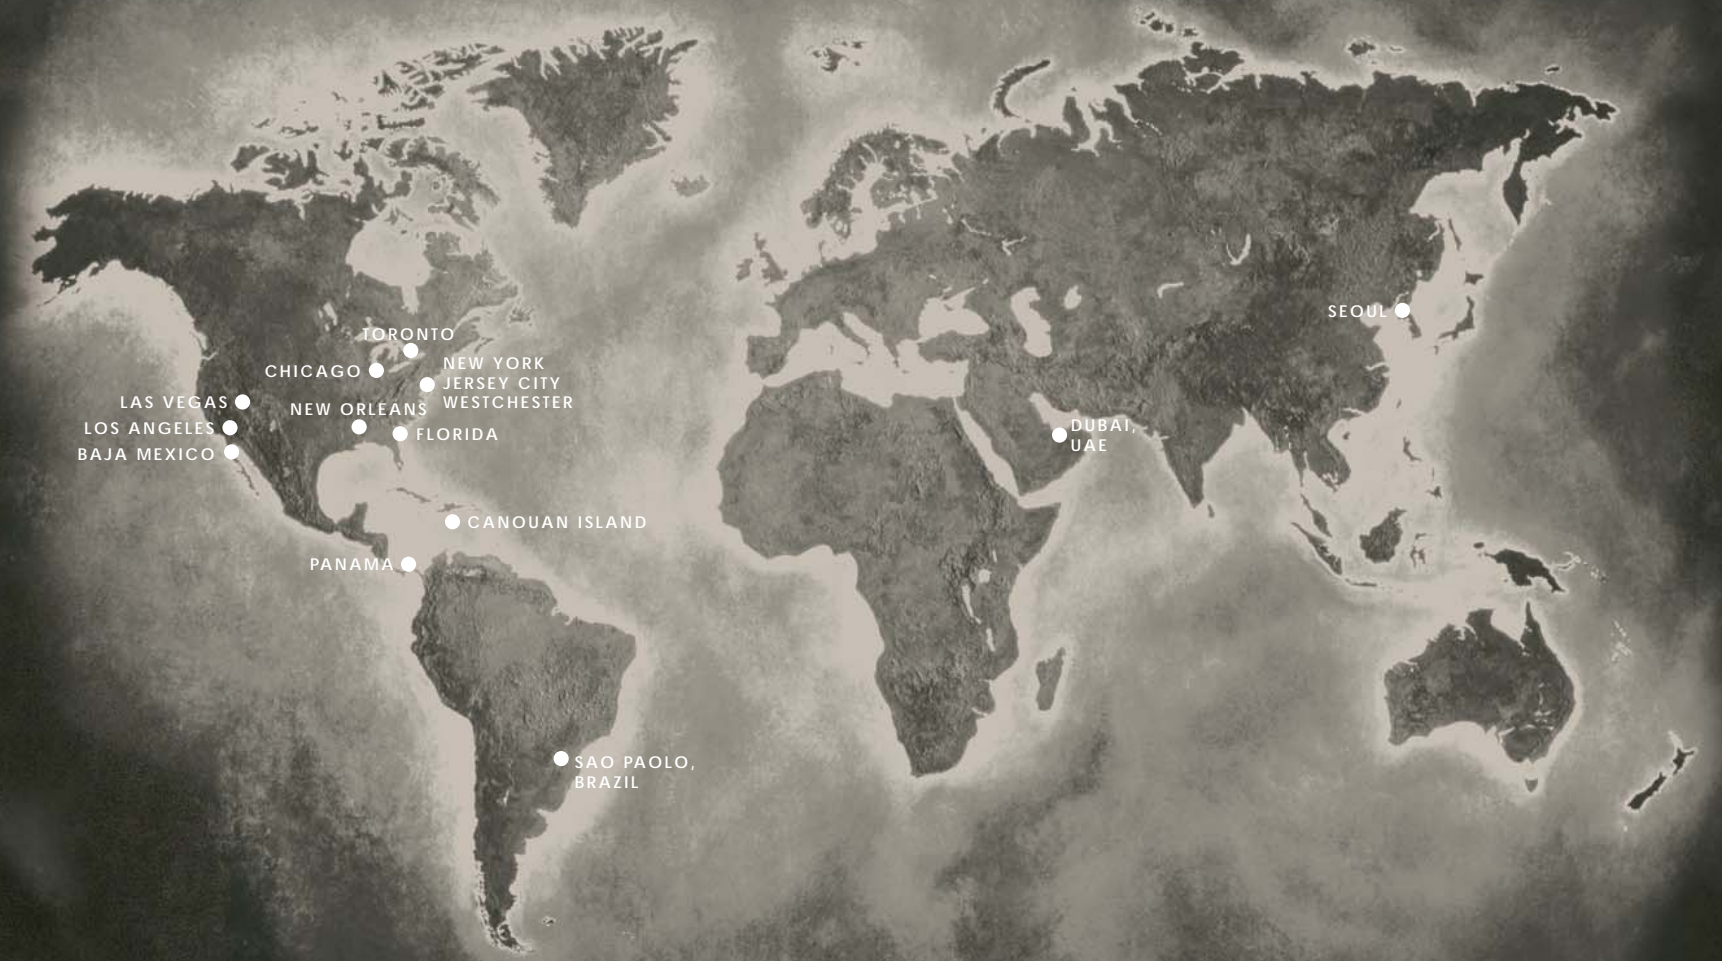 SEOUL
TORONTO
NEW YORK
CHICAGO
JERSEY CITY
WESTCHESTER
LAS VEGAS
NEW ORLEANS
LOS ANGELES
FLORIDA
DUBAI,
UAE
BAJA MEXICO
CANOUAN ISLAND
PANAMA
SAO PAOLO,
BRAZIL